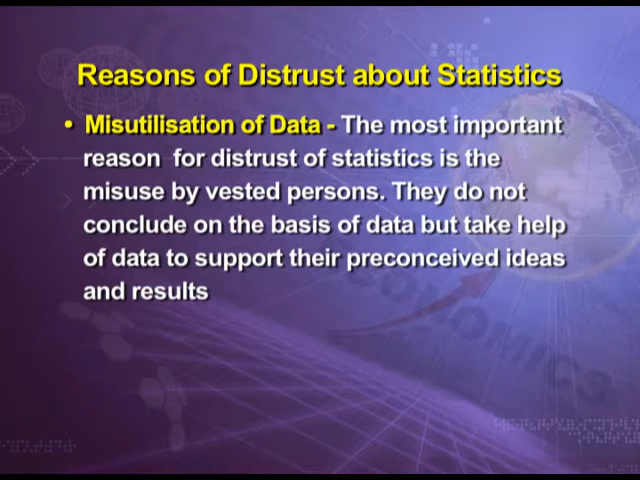 Reasons of Distrust about Statistics
• Misutilisation of Data - The most important
reason for distrust of statistics is the
misuse by vested persons. They do not
conclude on the basis of data but take help
of data to support their preconceived ideas
and results
ECONOMICS